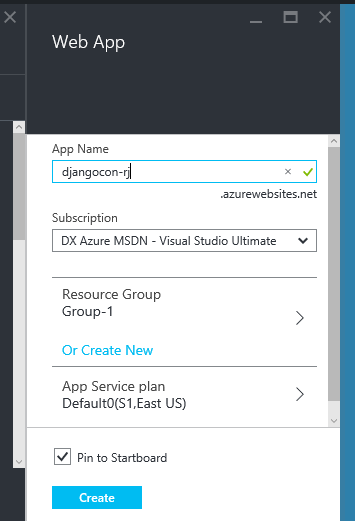 Web App
App Name
djangocon-rj
.azurewebsites.net
Subscription
DX Azure MSDN - Visual Studio Ultimate
Resource Group
Group-1
Or Create New
App Service plan
Default0(S1,East US)
Pin to Startboard
Create